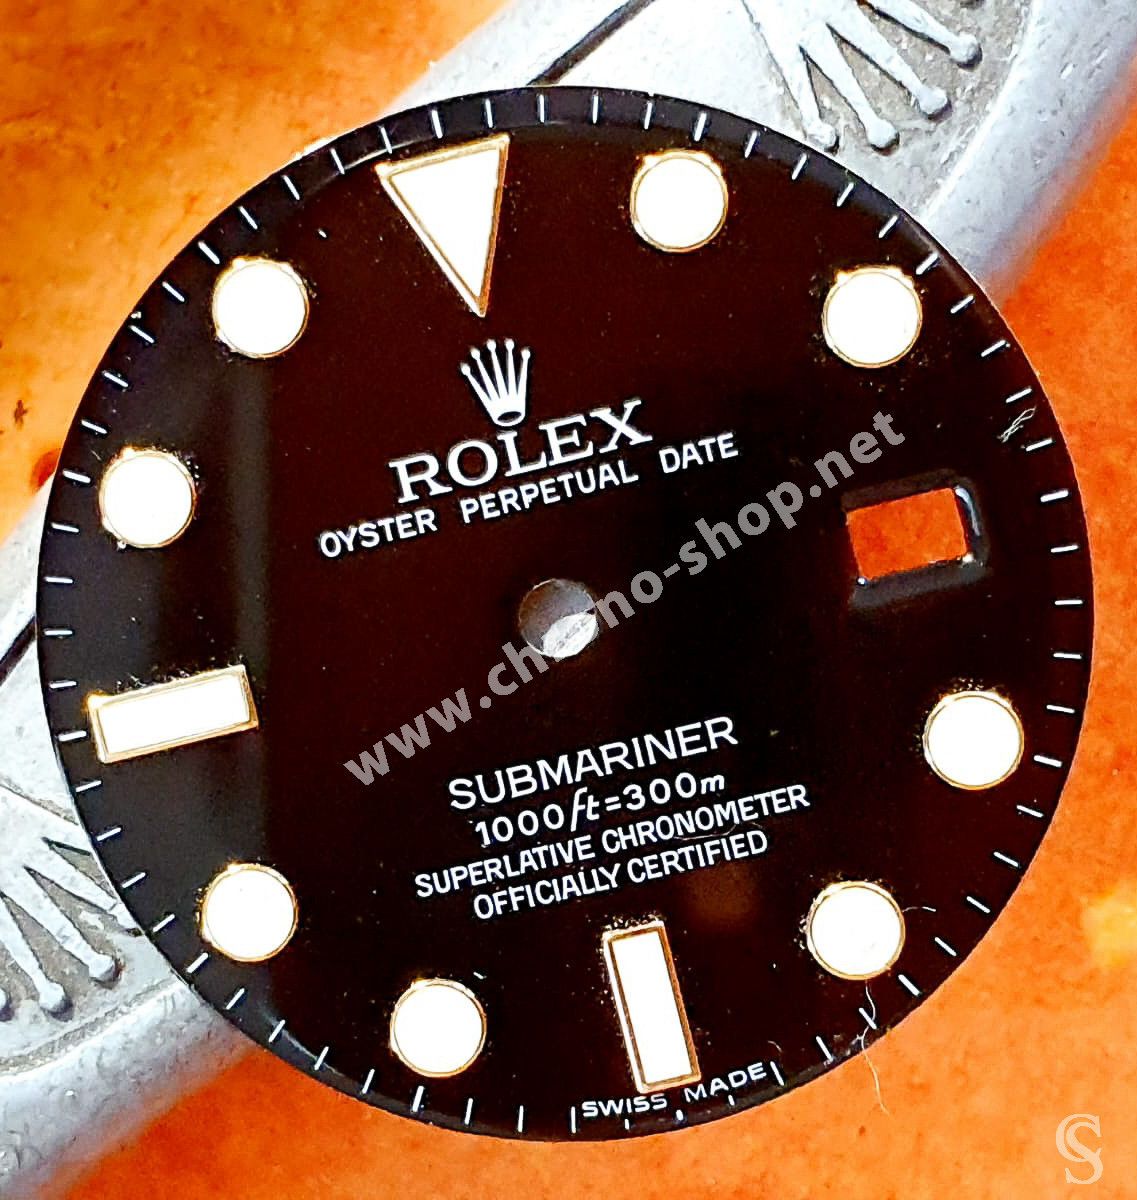 ROLEX
OYSTER PERPETUAL DATE
www.chrono-shop.net
SUBMARINER
1000ft=300m
SUPERLATIVE CHRONOMETER
OFFICIALLY CERTIFIED
SWISS MADE